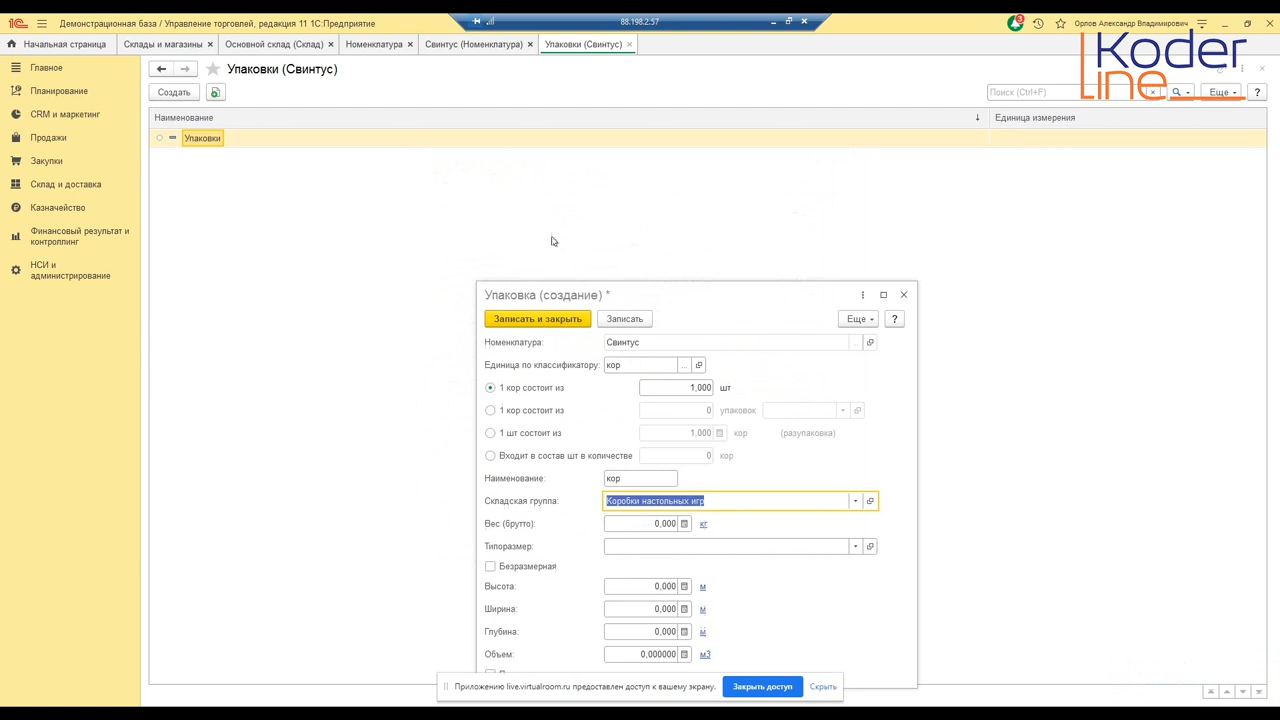 Демонстрационная база / Управление торговлей, редакция 11 1С:Предприятие
88.198.2.57
3
Орлов Александр Владимирович
Начальная страница
Склады и магазины ×
Основной склад (Склад) ×
Номенклатура ×
Свинтус (Номенклатура) ×
Упаковки (Свинтус) ×
Koder
line
Главное
Планирование
CRM и маркетинг
Продажи
Закупки
Склад и доставка
Казначейство
Финансовый результат и
контроллинг
НСИ и
администрирование
Упаковки (Свинтус)
Создать
Поиск (Ctrl+F)
Еще
?
Наименование
Единица измерения
Упаковки
Упаковка (создание) *
Записать и закрыть
Записать
Еще
?
Номенклатура: Свинтус
Единица по классификатору: кор
1 кор состоит из 1,000 шт
1 кор состоит из 0 упаковок
1 шт состоит из 1,000 кор (разупаковка)
Входит в состав шт в количестве 0 кор
Наименование: кор
Складская группа: Коробки настольных игр
Вес (брутто): 0,000 кг
Типоразмер:
Безразмерная
Высота: 0,000 м
Ширина: 0,000 м
Глубина: 0,000 м
Объем: 0,000000 м3
Приложению live.virtualroom.ru предоставлен доступ к вашему экрану.
Закрыть доступ
Скрыть